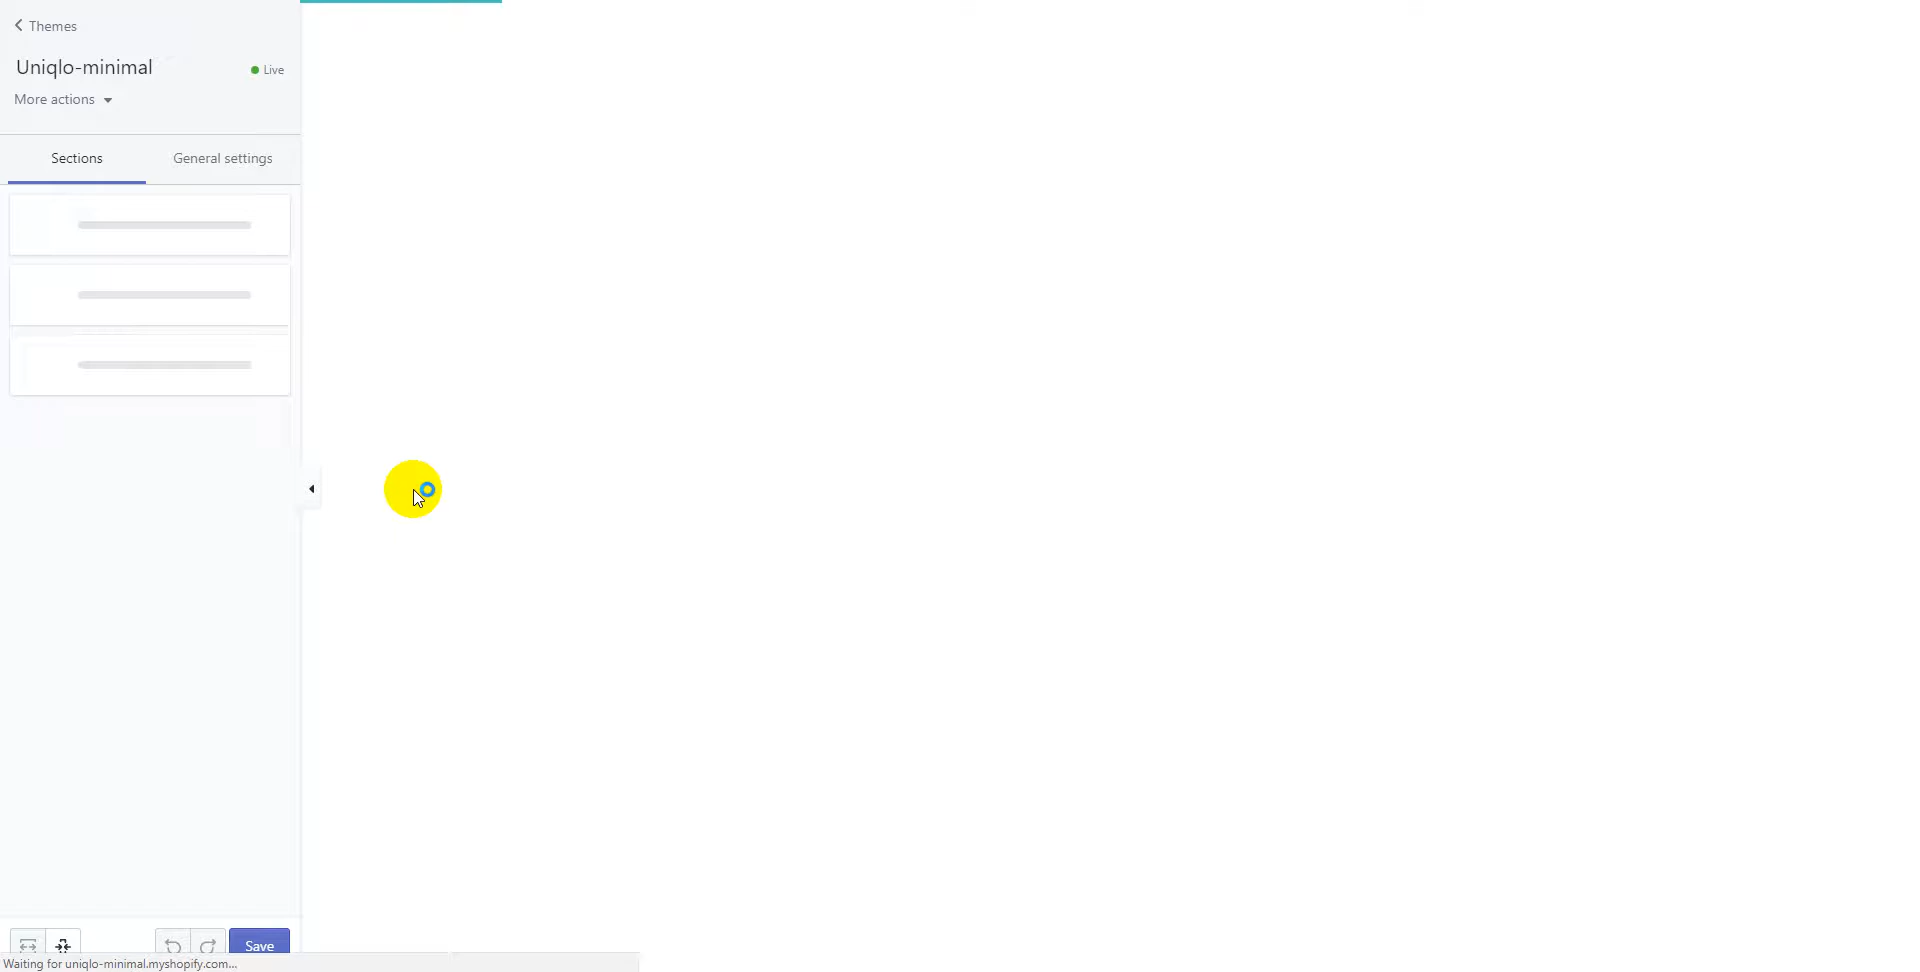 Themes
Uniqlo-minimal
Live
More actions
Sections
General settings
Save
Waiting for uniqlo-minimal.myshopify.com...